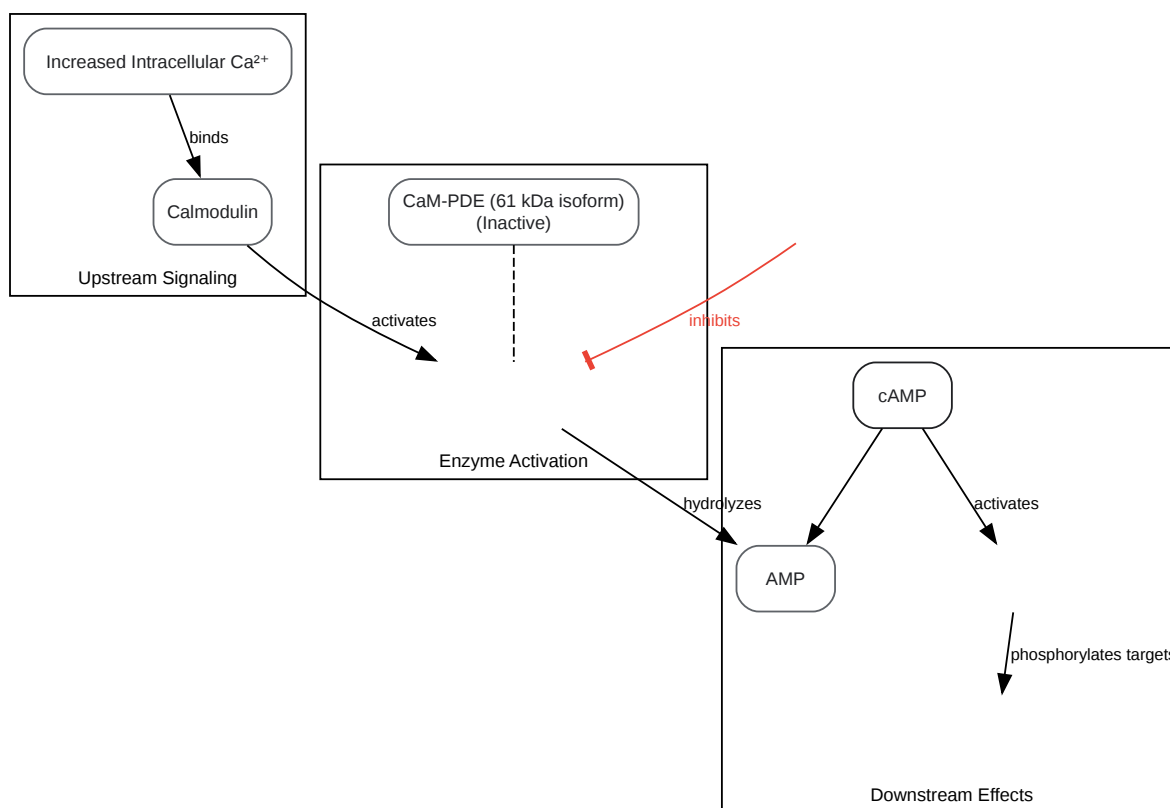 Increased Intracellular Ca²⁺
binds
Calmodulin
Upstream Signaling
CaM-PDE (61 kDa isoform)
(Inactive)
activates
inhibits
Enzyme Activation
hydrolyzes
cAMP
activates
AMP
phosphorylates targets
Downstream Effects